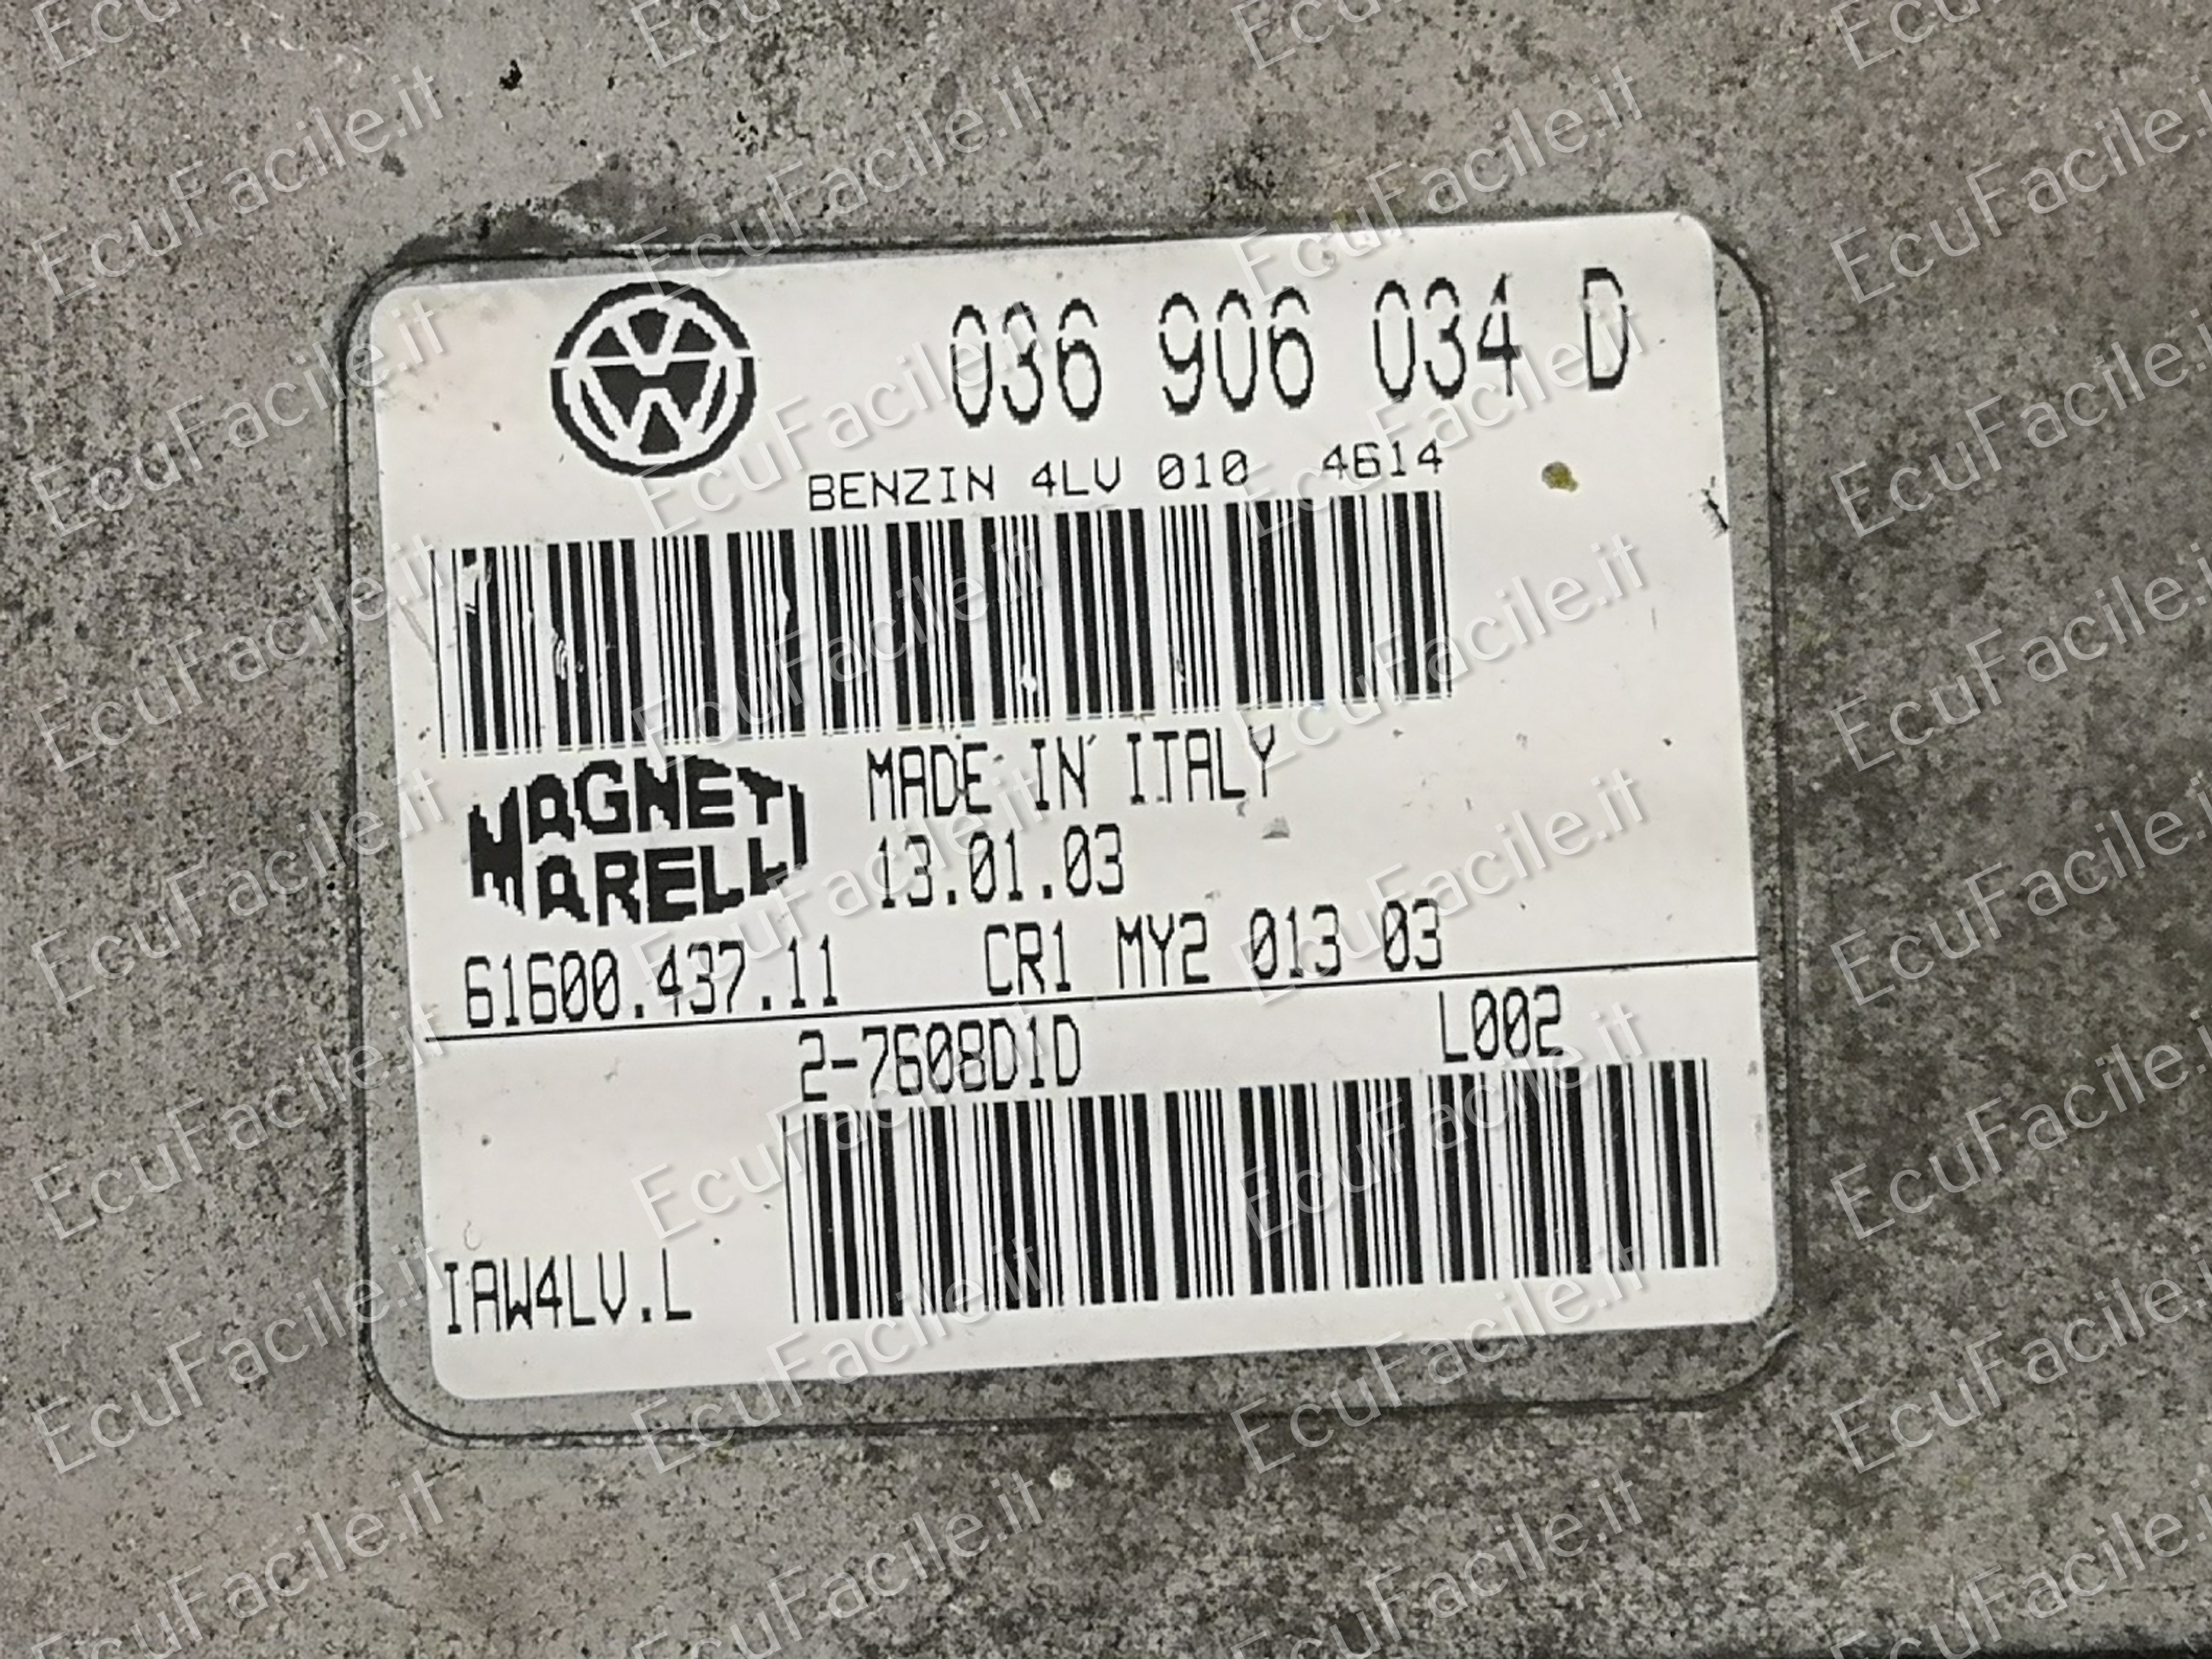 036 906 034 D
BENZIN 4LV 010 4614
MAGNETI
MARELLI
MADE IN ITALY
13.01.03
61600.437.11 CR1 MY2 013 03
2-7608D1D L002
IAW4LV.L
EcuFacile.it